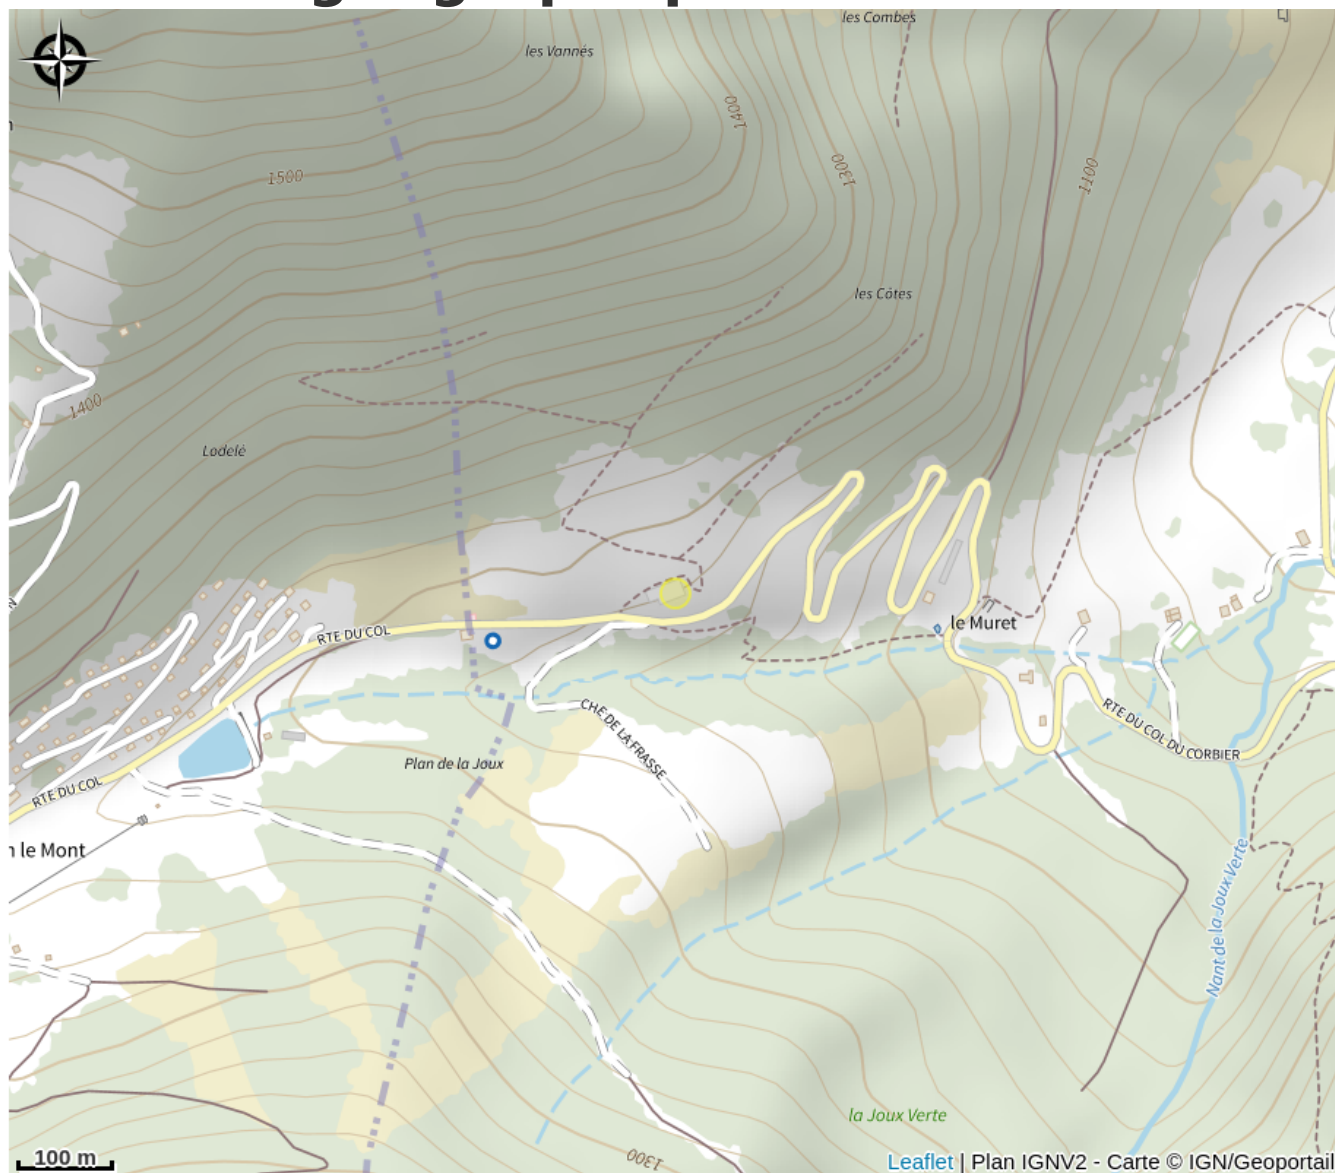 les Combes
les Vannés
1400
1300
1500
1100
les Côtes
1400
Lodelé
RTE DU COL
le Muret
CHE DE LA FRASSE
RTE DU COL DU CORBIER
Plan de la Joux
RTE DU COL
le Mont
Nant de la Joux Verte
la Joux Verte
1300
100 m
Leaflet | Plan IGNV2 - Carte © IGN/Geoportail